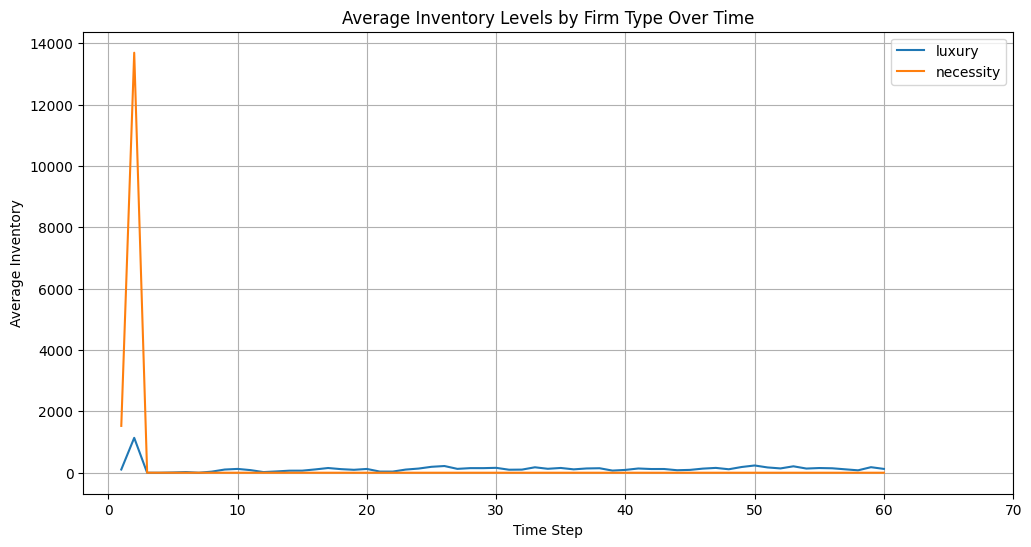 Average Inventory Levels by Firm Type Over Time
luxury
necessity
Average Inventory
14000
12000
10000
8000
6000
4000
2000
0
0 10 20 30 40 50 60 70
Time Step